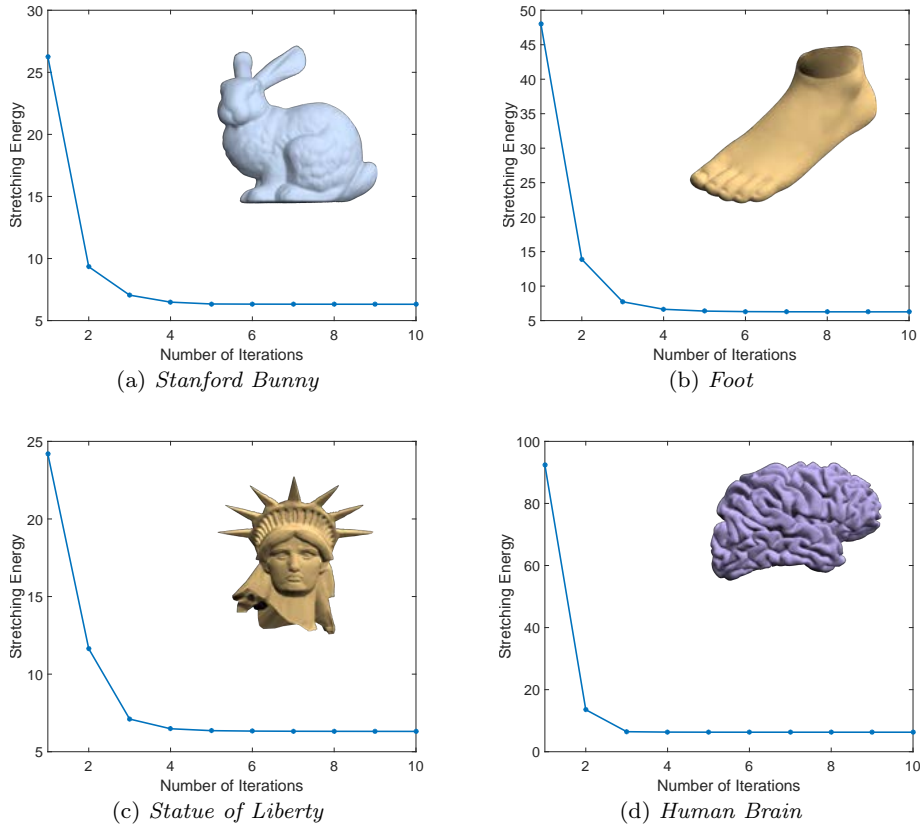 30
25
20
15
10
5
Stretching Energy
2 4 6 8 10
Number of Iterations
(a) Stanford Bunny
50
45
40
35
30
25
20
15
10
5
Stretching Energy
2 4 6 8 10
Number of Iterations
(b) Foot
25
20
15
10
5
Stretching Energy
2 4 6 8 10
Number of Iterations
(c) Statue of Liberty
100
80
60
40
20
0
Stretching Energy
2 4 6 8 10
Number of Iterations
(d) Human Brain